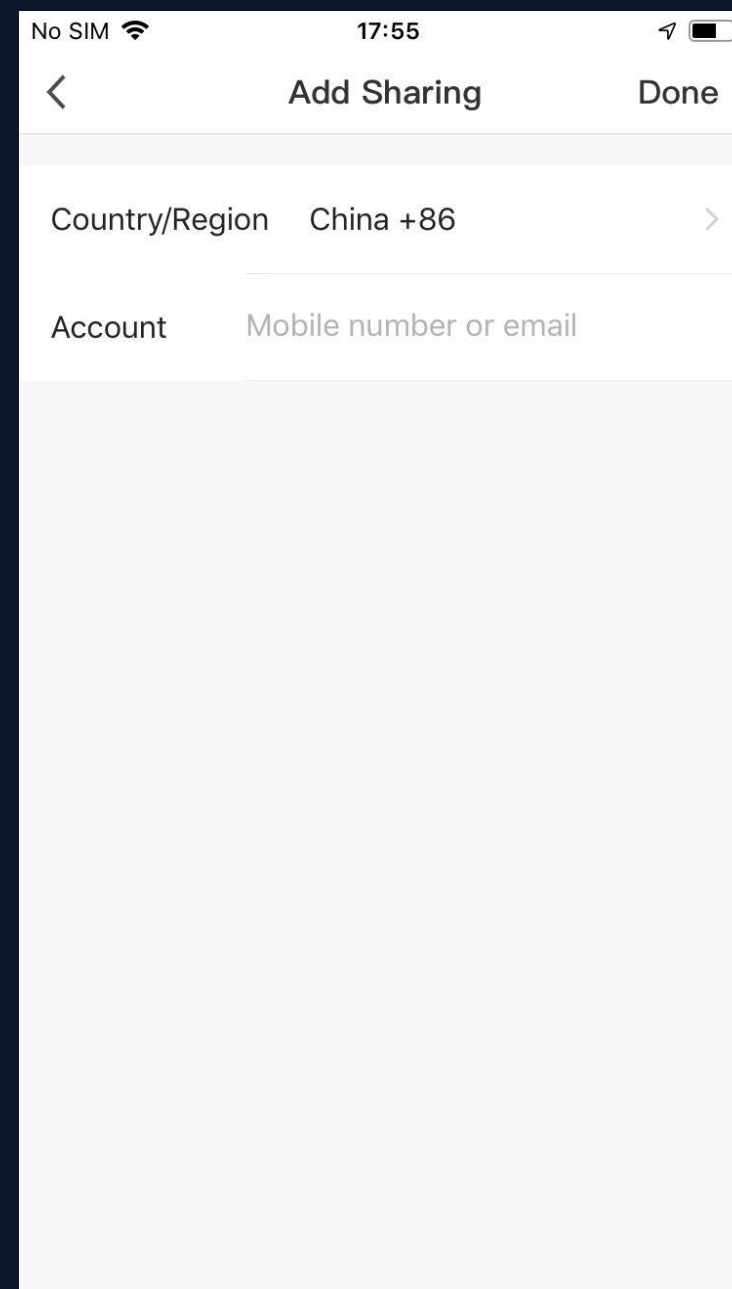 No SIM 17:55
Add Sharing Done
Country/Region China +86
Account Mobile number or email